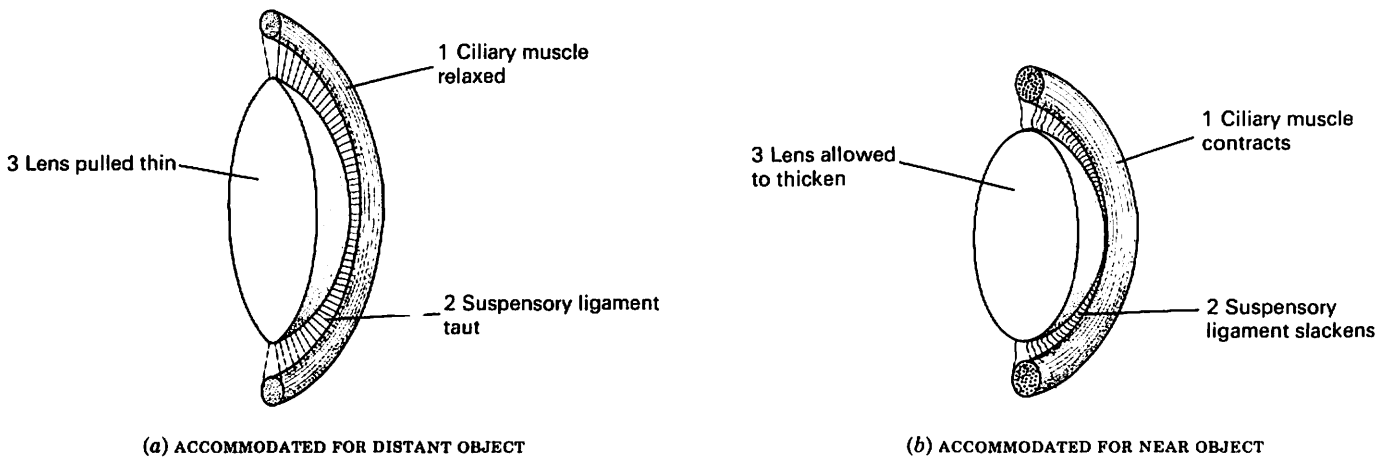 1 Ciliary muscle
relaxed
3 Lens pulled thin
2 Suspensory ligament
taut
(a) ACCOMMODATED FOR DISTANT OBJECT
1 Ciliary muscle
contracts
3 Lens allowed
to thicken
2 Suspensory
ligament slackens
(b) ACCOMMODATED FOR NEAR OBJECT